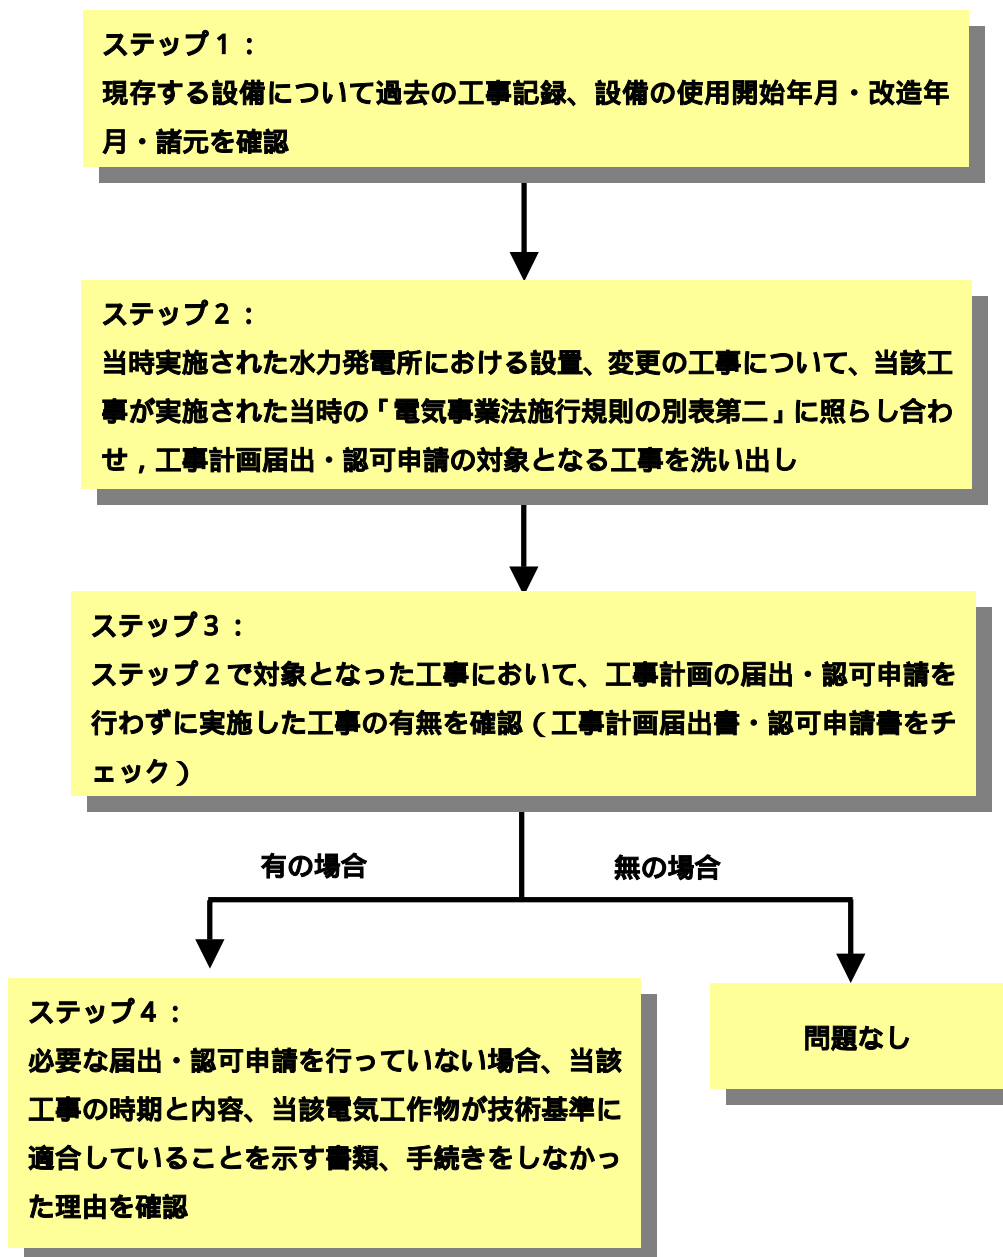 ステップ１：
現存する設備について過去の工事記録、設備の使用開始年月・改造年
月・諸元を確認
ステップ２：
当時実施された水力発電所における設置、変更の工事について、当該工
事が実施された当時の「電気事業法施行規則の別表第二」に照らし合わ
せ，工事計画届出・認可申請の対象となる工事を洗い出し
ステップ３：
ステップ２で対象となった工事において、工事計画の届出・認可申請を
行わずに実施した工事の有無を確認（工事計画届出書・認可申請書をチ
ェック）
有の場合
無の場合
ステップ４：
必要な届出・認可申請を行っていない場合、当該
工事の時期と内容、当該電気工作物が技術基準に
適合していることを示す書類、手続きをしなかっ
た理由を確認
問題なし